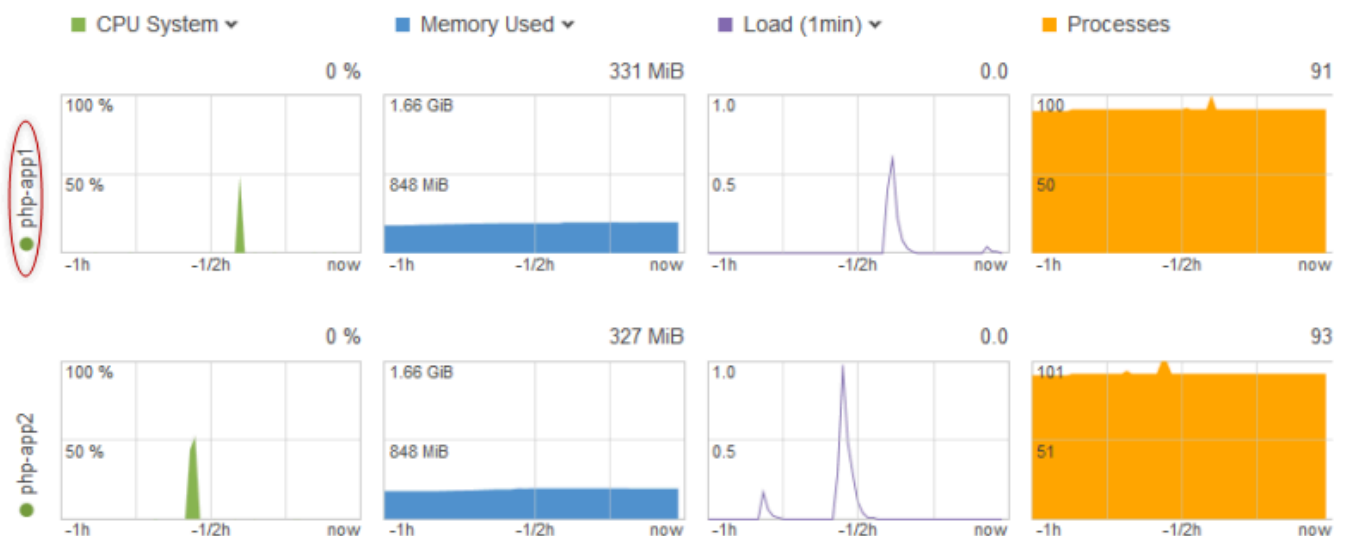 CPU System
Memory Used
Load (1min)
Processes
0 %
331 MiB
0.0
91
php-app1
100 %
50 %
-1h
-1/2h
now
1.66 GiB
848 MiB
-1h
-1/2h
now
1.0
0.5
-1h
-1/2h
now
100
50
-1h
-1/2h
now
0 %
327 MiB
0.0
93
php-app2
100 %
50 %
-1h
-1/2h
now
1.66 GiB
848 MiB
-1h
-1/2h
now
1.0
0.5
-1h
-1/2h
now
101
51
-1h
-1/2h
now